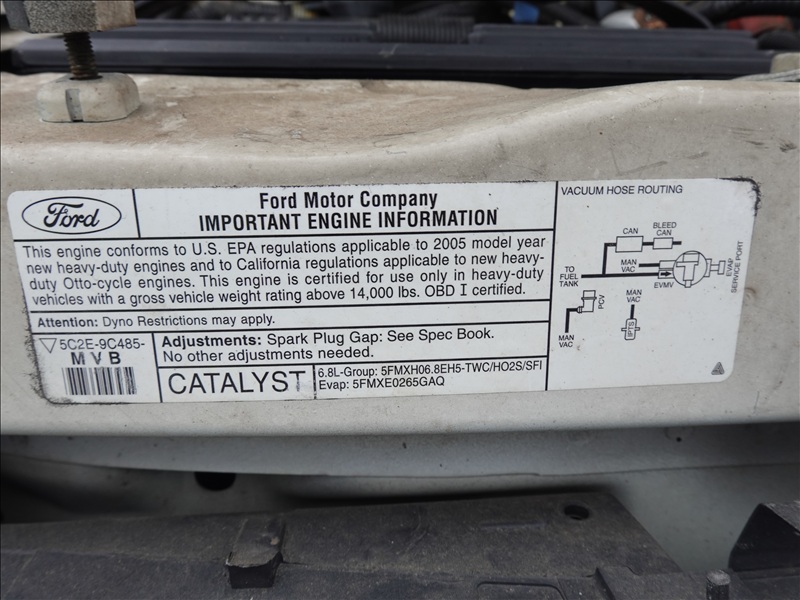 Ford
Ford Motor Company
IMPORTANT ENGINE INFORMATION
This engine conforms to U.S. EPA regulations applicable to 2005 model year
new heavy-duty engines and to California regulations applicable to new heavy-
duty Otto-cycle engines. This engine is certified for use only in heavy-duty
vehicles with a gross vehicle weight rating above 14,000 lbs. OBD I certified.
Attention: Dyno Restrictions may apply.
5C2E-9C485-
MVB
Adjustments: Spark Plug Gap: See Spec Book.
No other adjustments needed.
CATALYST
6.8L-Group: 5FMXH06.8EH5-TWC/HO2S/SFI
Evap: 5FMXE0265GAQ
VACUUM HOSE ROUTING
CAN
BLEED
CAN
MAN
VAC
TO
FUEL
TANK
EVMV
EVAP
SERVICE PORT
PCV
MAN
VAC
MAN
VAC